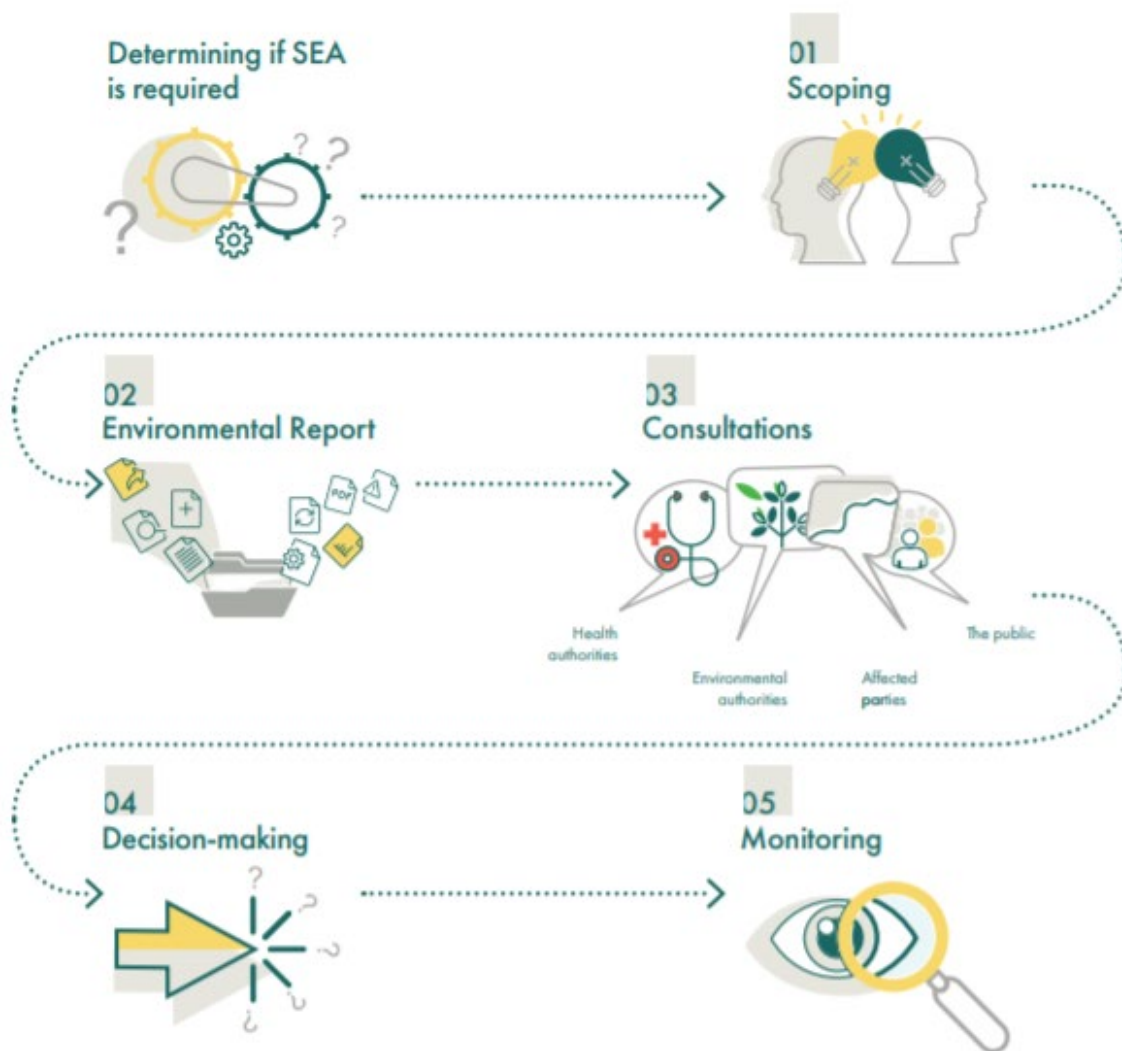 Determining if SEA
is required
?
?
?
?
01
Scoping
02
Environmental Report
PDF
03
Consultations
Health
authorities
Environmental
authorities
Affected
parties
The public
04
Decision-making
?
?
?
?
?
05
Monitoring